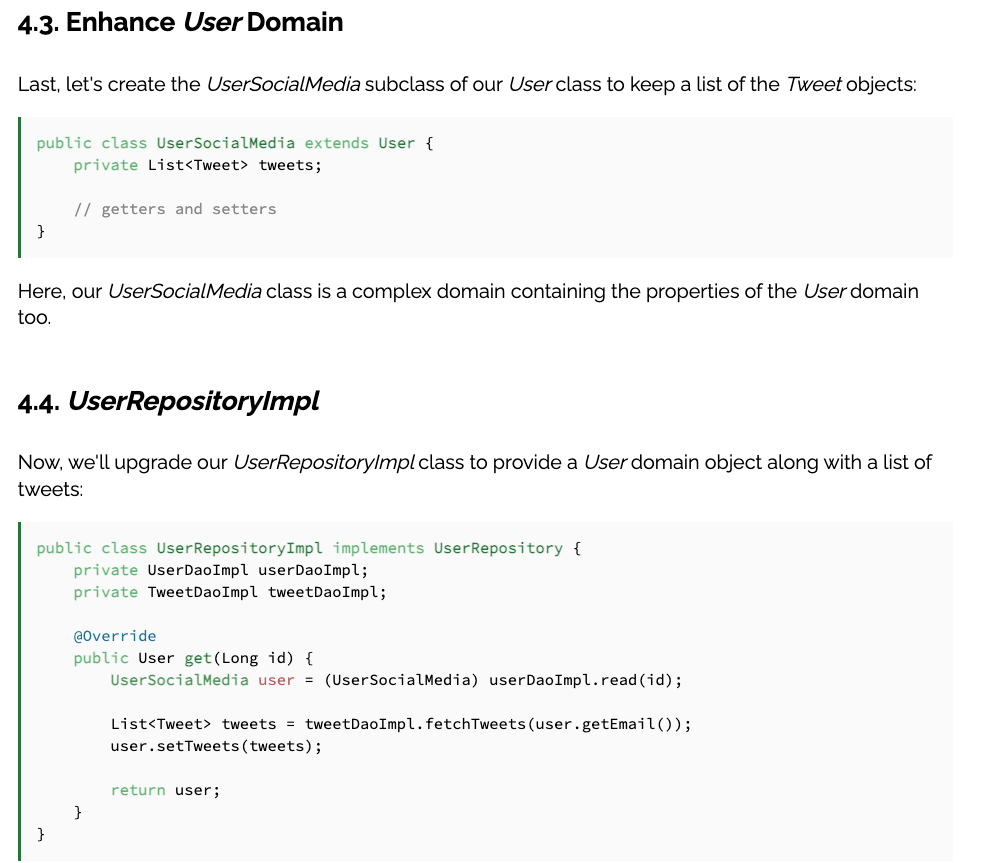 4.3. Enhance User Domain
Last, let's create the UserSocialMedia subclass of our User class to keep a list of the Tweet objects:
public class UserSocialMedia extends User {
    private List<Tweet> tweets;

    // getters and setters
}
Here, our UserSocialMedia class is a complex domain containing the properties of the User domain
too.
4.4. UserRepositoryImpl
Now, we'll upgrade our UserRepositoryImpl class to provide a User domain object along with a list of
tweets:
public class UserRepositoryImpl implements UserRepository {
    private UserDaoImpl userDaoImpl;
    private TweetDaoImpl tweetDaoImpl;

    @Override
    public User get(Long id) {
        UserSocialMedia user = (UserSocialMedia) userDaoImpl.read(id);

        List<Tweet> tweets = tweetDaoImpl.fetchTweets(user.getEmail());
        user.setTweets(tweets);

        return user;
    }
}